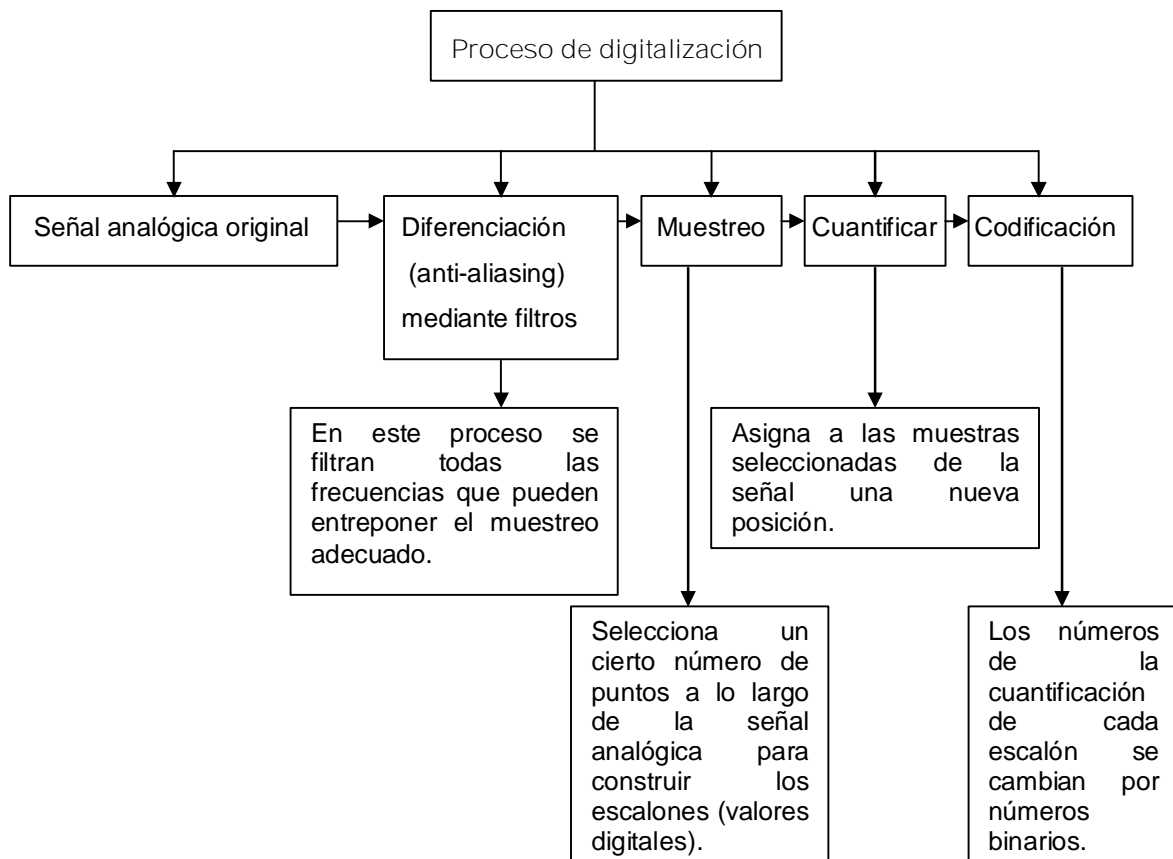 Proceso de digitalización
Señal analógica original
Diferenciación
(anti-aliasing)
mediante filtros
Muestreo
Cuantificar
Codificación
En este proceso se
filtran todas las
frecuencias que pueden
entreponer el muestreo
adecuado.
Asigna a las muestras
seleccionadas de la
señal una nueva
posición.
Selecciona un
cierto número de
puntos a lo largo
de la señal
analógica para
construir los
escalones (valores
digitales).
Los números
de la
cuantificación
de cada
escalón se
cambian por
números
binarios.